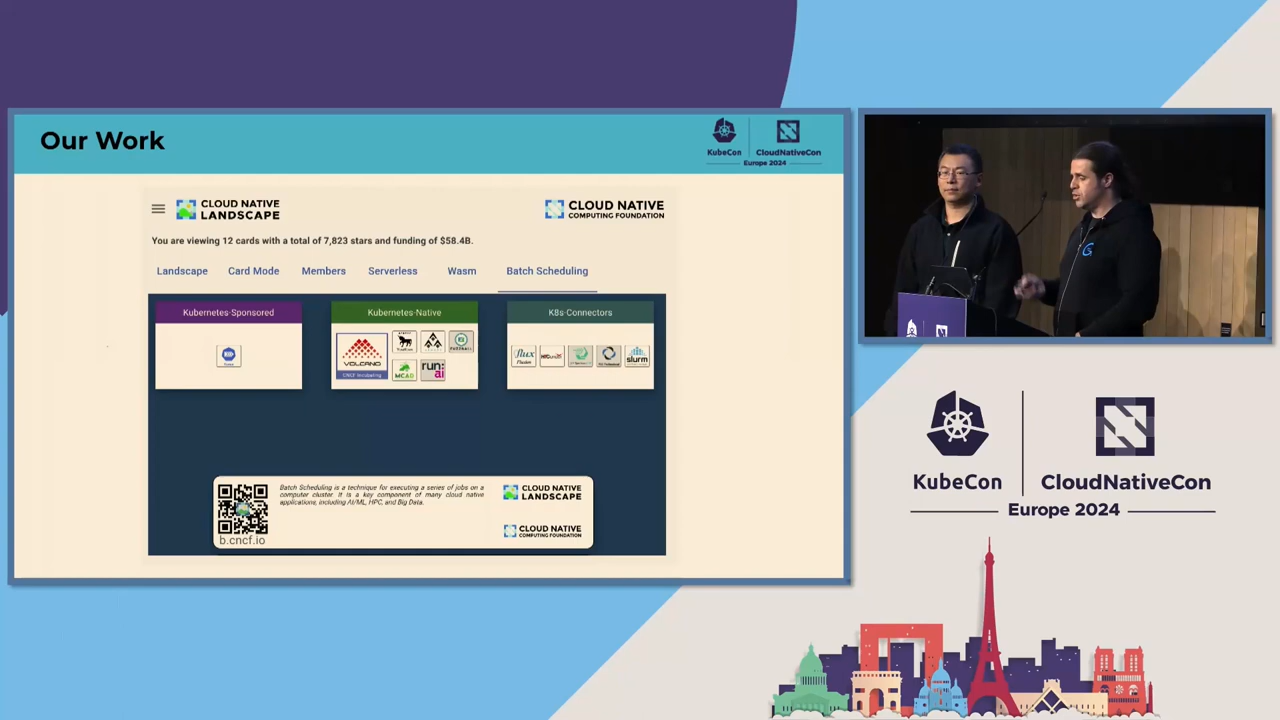 Our Work
KubeCon
CloudNativeCon
Europe 2024
CLOUD NATIVE
LANDSCAPE
CLOUD NATIVE
COMPUTING FOUNDATION
You are viewing 12 cards with a total of 7,823 stars and funding of $58.4B.
Landscape
Card Mode
Members
Serverless
Wasm
Batch Scheduling
Kubernetes-Sponsored
Kubernetes-Native
K8s-Connectors
VOLCANO
CNCF Incubating
MCAD
run:
ai
flux
slurm
Batch Scheduling is a technique for executing a series of jobs on a
computer cluster. It is a key component of many cloud native
applications, including AI/ML, HPC, and Big Data.
b.cncf.io
CLOUD NATIVE
LANDSCAPE
CLOUD NATIVE
COMPUTING FOUNDATION
KubeCon
CloudNativeCon
Europe 2024